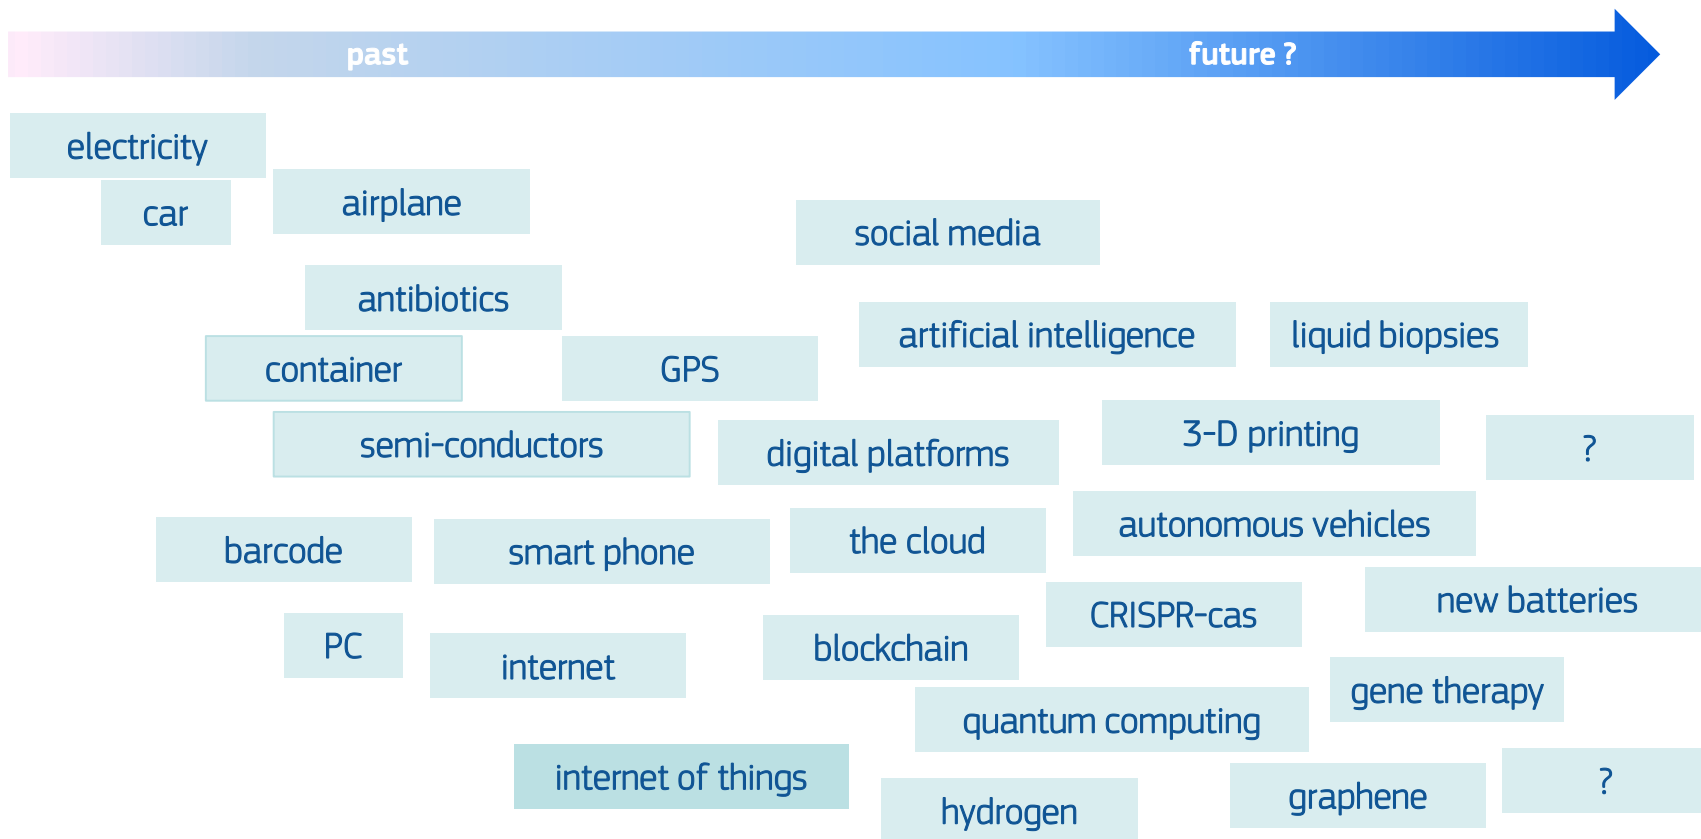 past
future ?
electricity
airplane
car
social media
antibiotics
artificial intelligence
liquid biopsies
container
GPS
3-D printing
semi-conductors
digital platforms
?
autonomous vehicles
barcode
smart phone
the cloud
new batteries
CRISPR-cas
PC
internet
blockchain
gene therapy
quantum computing
internet of things
?
graphene
hydrogen